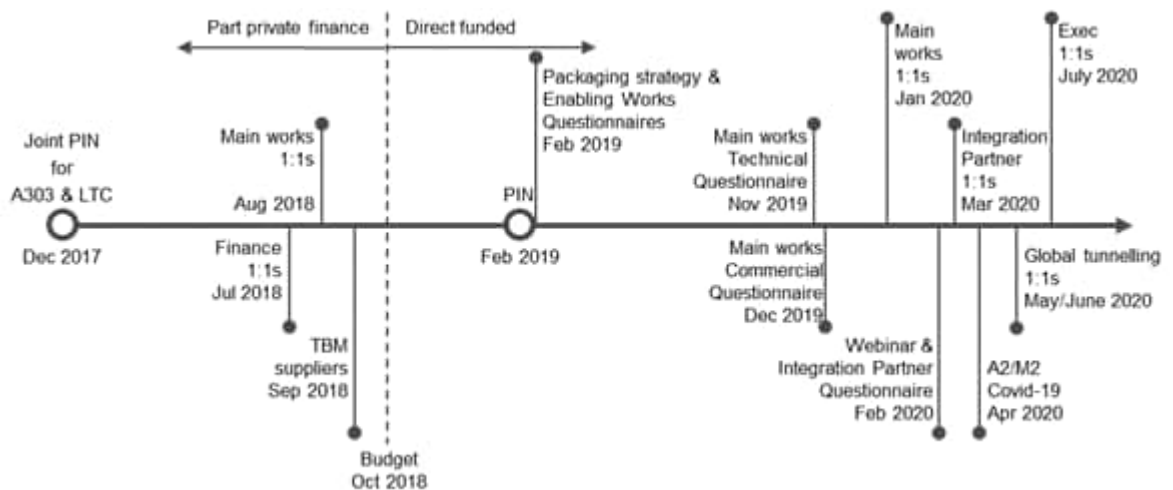 Part private finance
Direct funded
Joint PIN
for
A303 & LTC
Dec 2017
Main works
1:1s
Aug 2018
Finance
1:1s
Jul 2018
TBM
suppliers
Sep 2018
Budget
Oct 2018
PIN
Feb 2019
Packaging strategy &
Enabling Works
Questionnaires
Feb 2019
Main works
Technical
Questionnaire
Nov 2019
Main works
Commercial
Questionnaire
Dec 2019
Main
works
1:1s
Jan 2020
Webinar &
Integration Partner
Questionnaire
Feb 2020
Integration
Partner
1:1s
Mar 2020
A2/M2
Covid-19
Apr 2020
Global tunnelling
1:1s
May/June 2020
Exec
1:1s
July 2020